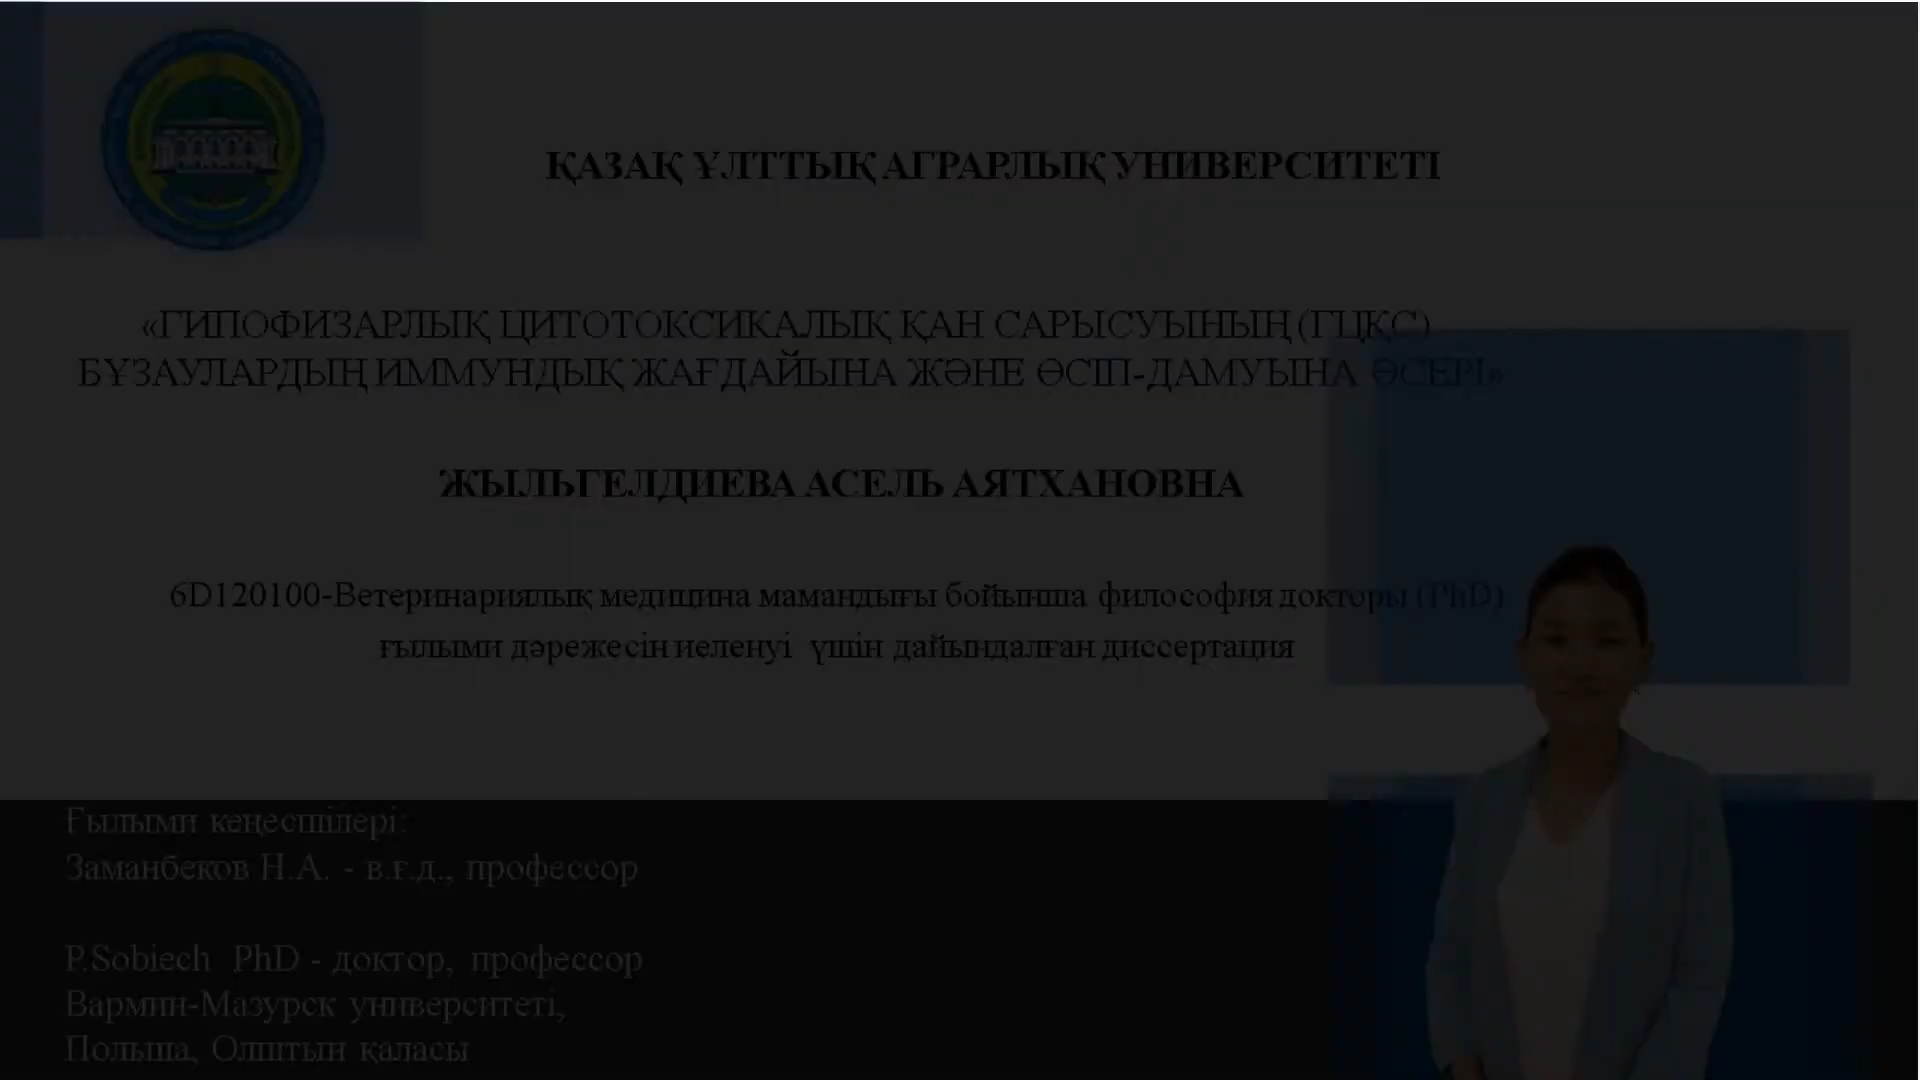 ҚАЗАҚ ҰЛТТЫҚ АГРАРЛЫҚ УНИВЕРСИТЕТІ
«ГИПОФИЗАРЛЫҚ ЦИТОТОКСИКАЛЫҚ ҚАН САРЫСУЫНЫҢ (ГЦҚС)
БҰЗАУЛАРДЫҢ ИММУНДЫҚ ЖАҒДАЙЫНА ЖӘНЕ ӨСІП-ДАМУЫНА ӘСЕРІ»
ЖЫЛЬГЕЛДИЕВА АСЕЛЬ АЯТХАНОВНА
6D120100-Ветеринариялық медицина мамандығы бойынша философия докторы (PhD)
ғылыми дәрежесін иеленуі үшін дайындалған диссертация
Ғылыми кеңесшілері:
Заманбеков Н.А. - в.ғ.д., профессор
P.Sobiech PhD - доктор, профессор
Вармин-Мазурск университеті,
Польша, Олштын қаласы